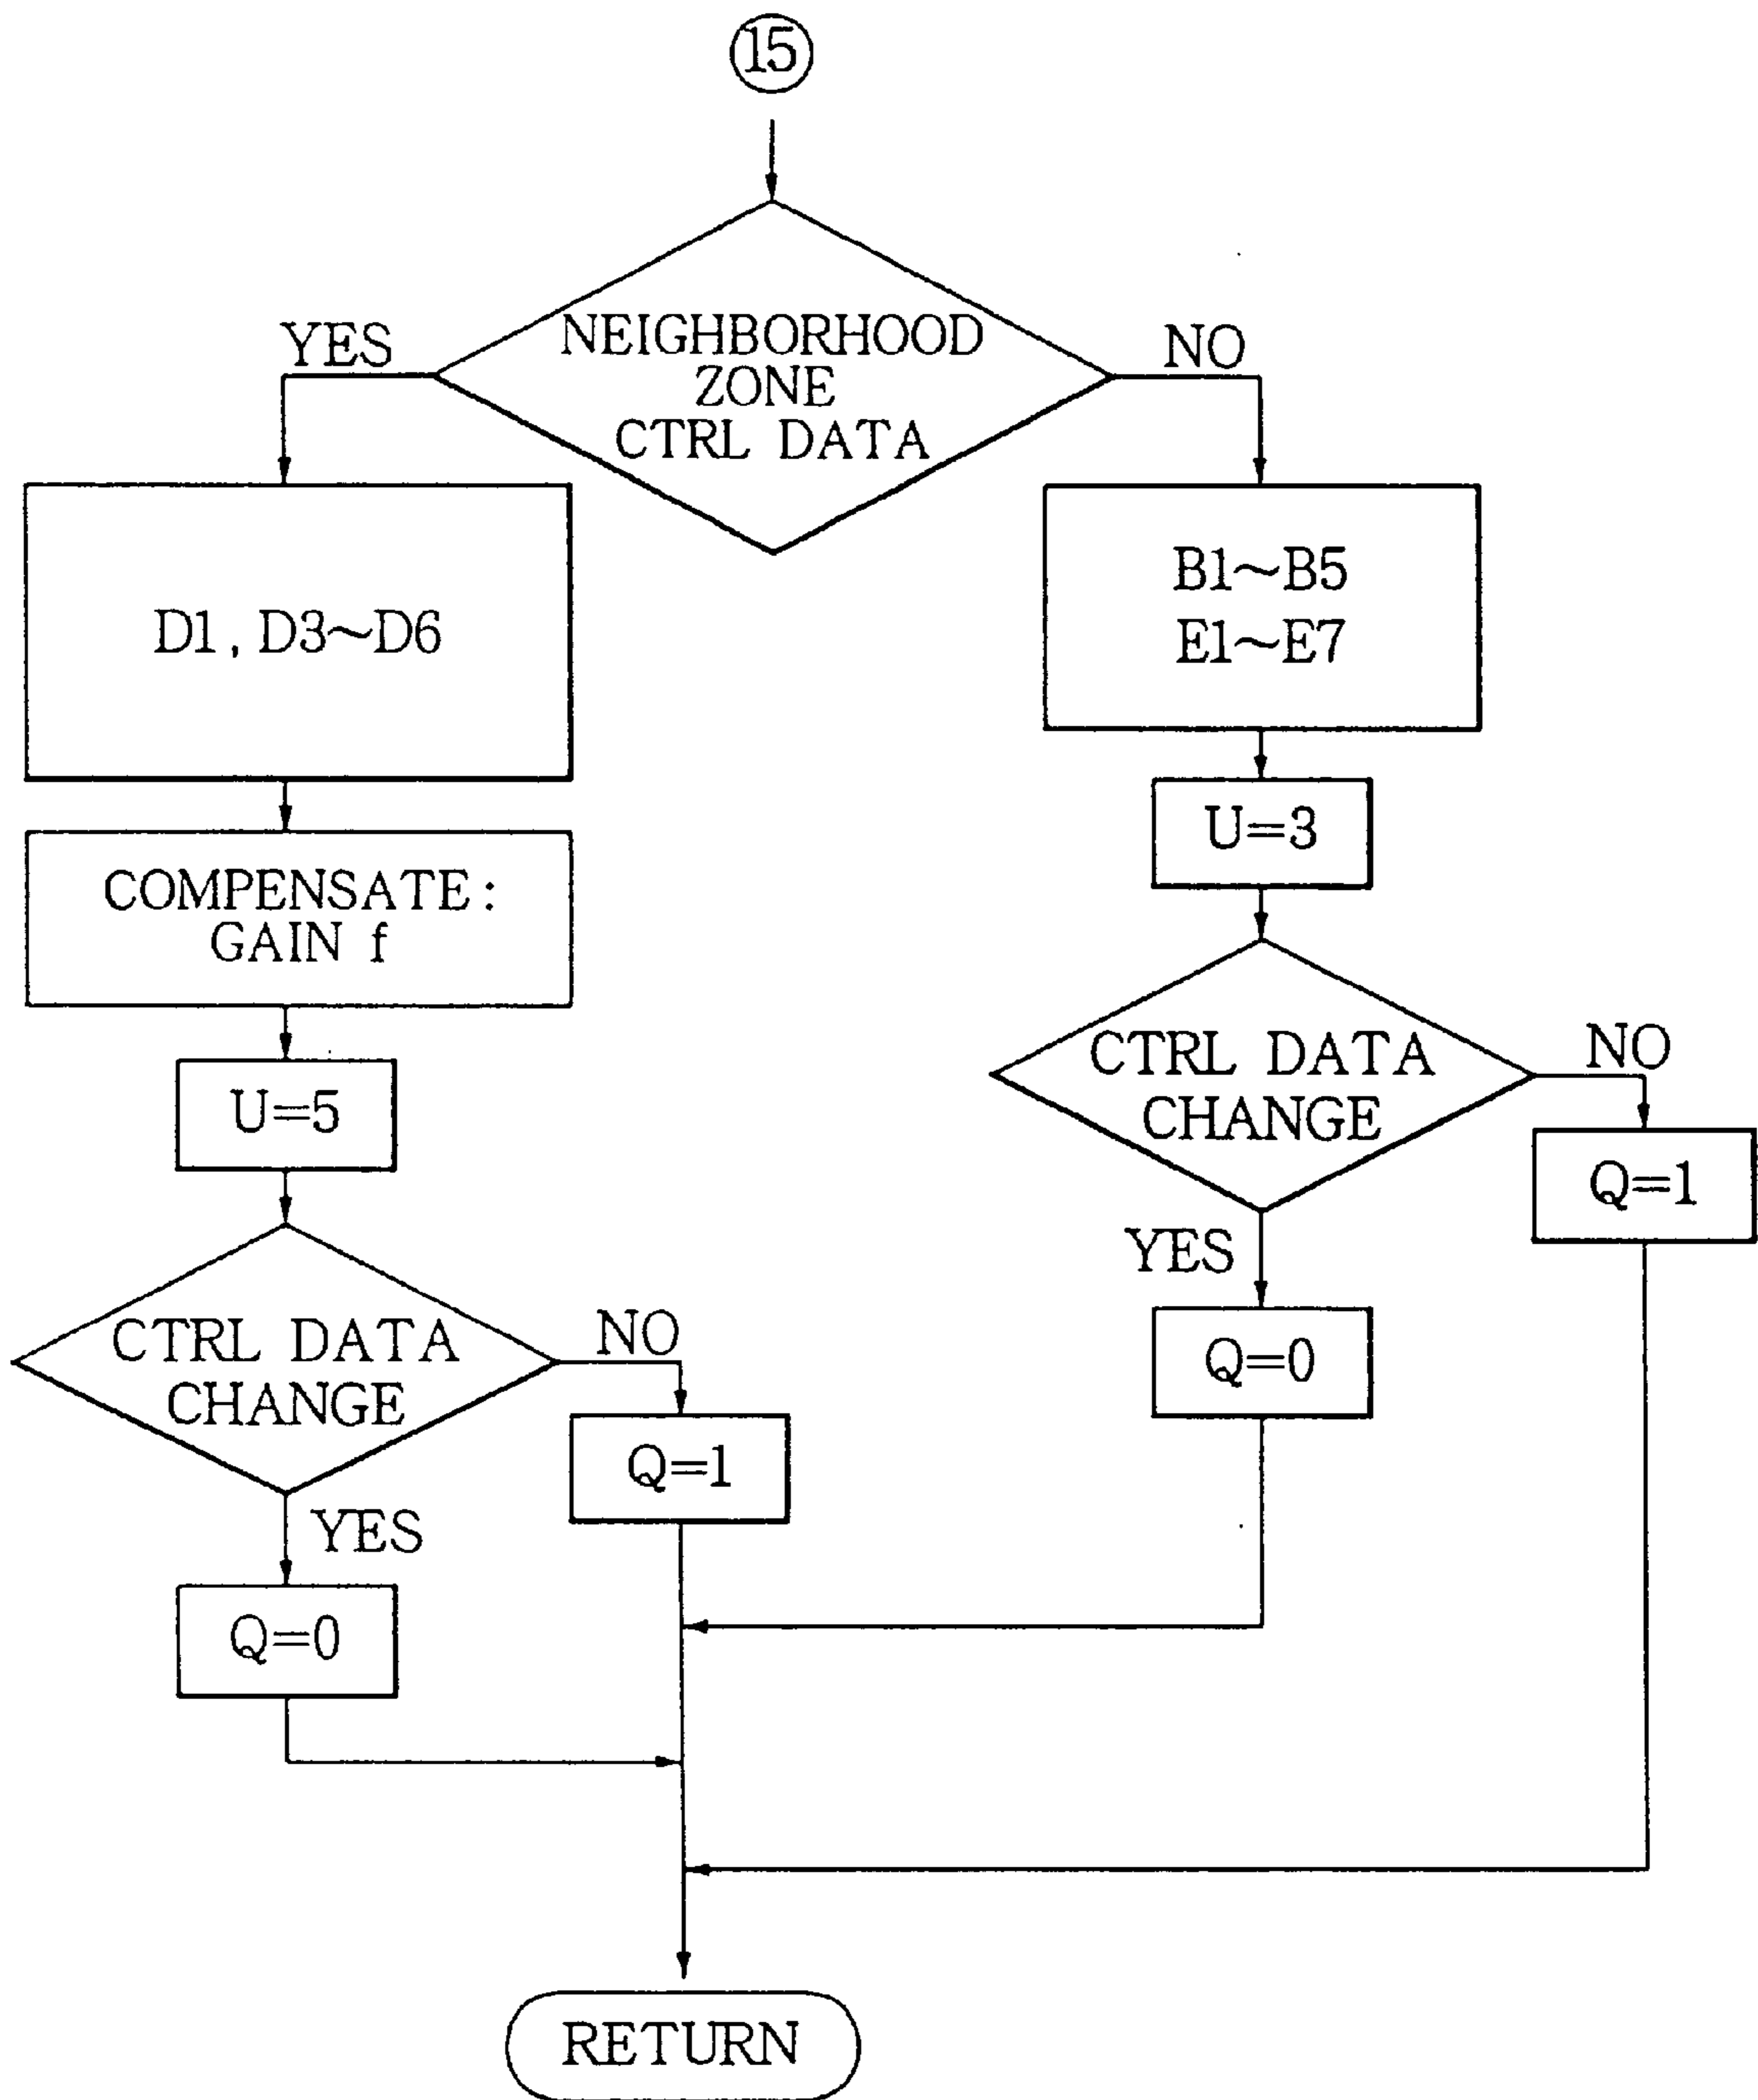 15
NEIGHBORHOOD
ZONE
CTRL DATA
YES
NO
D1, D3~D6
B1~B5
E1~E7
COMPENSATE:
GAIN f
U=3
U=5
CTRL DATA
CHANGE
NO
Q=1
YES
Q=0
CTRL DATA
CHANGE
NO
Q=1
YES
Q=0
RETURN